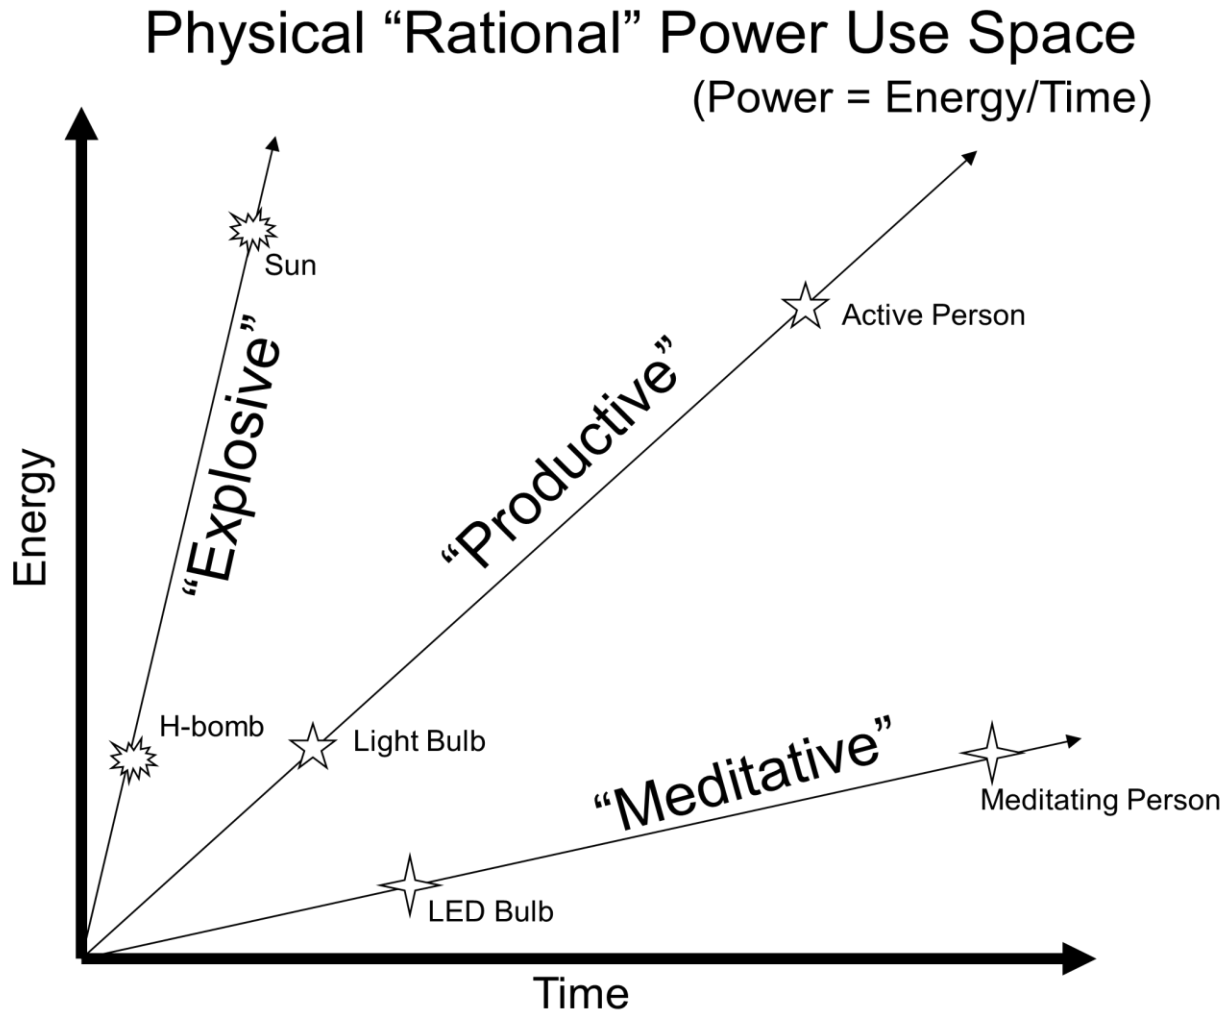 Physical “Rational” Power Use Space
(Power = Energy/Time)
Sun
Active Person
“Explosive”
“Productive”
Energy
H-bomb
Light Bulb
“Meditative”
Meditating Person
LED Bulb
Time